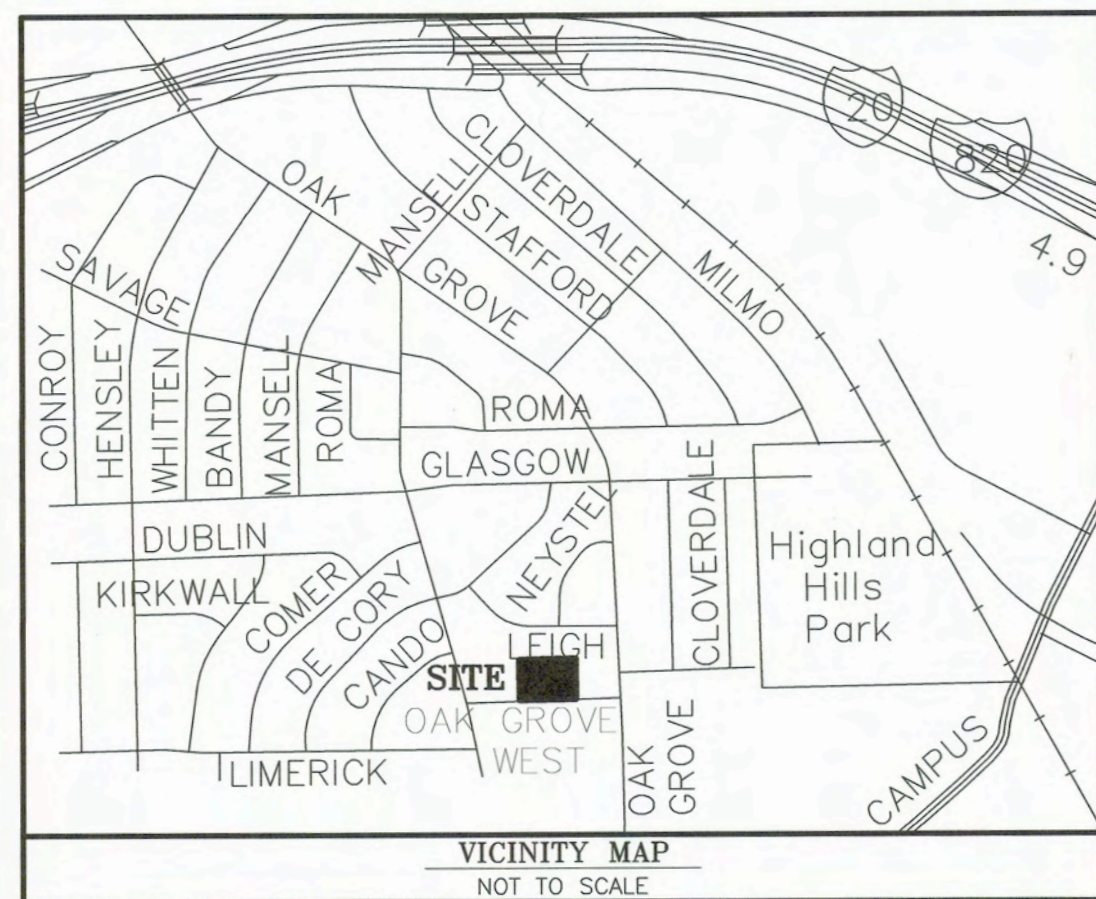 20
820
4.9
CLOVERDALE
OAK
MANSELL
STAFFORD
GROVE
MILMO
SAVAGE
CONROY
HENSLEY
WHITTEN
BANDY
MANSELL
ROMA
ROMA
GLASGOW
CLOVERDALE
DUBLIN
NEYSTEL
Highland
Hills
Park
KIRKWALL
COMER
DE CORY
CANDO
LEIGH
SITE
OAK GROVE
WEST
OAK
GROVE
LIMERICK
CAMPUS
VICINITY MAP
NOT TO SCALE